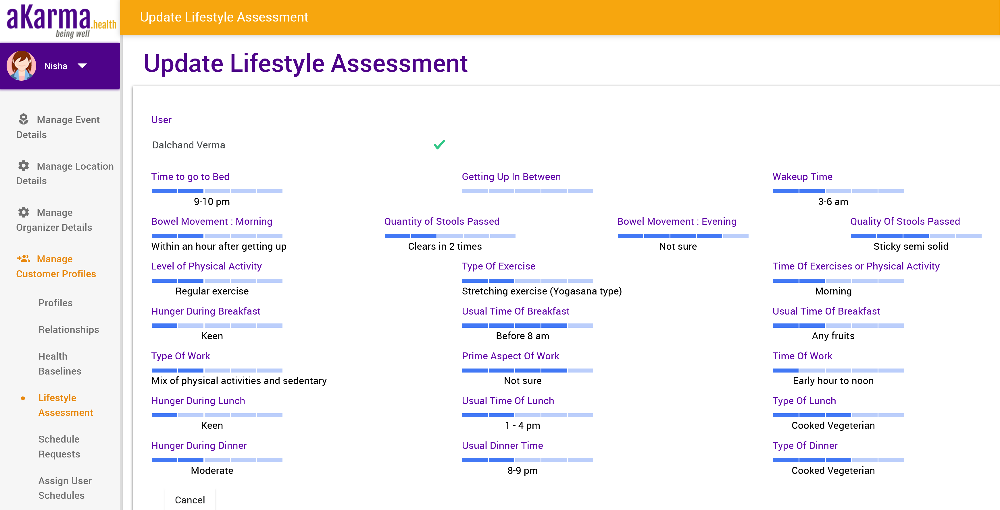 aKarma.health
being well
Update Lifestyle Assessment
Nisha
Manage Event
Details
Manage Location
Details
Manage
Organizer Details
Manage
Customer Profiles
Profiles
Relationships
Health
Baselines
Lifestyle
Assessment
Schedule
Requests
Assign User
Schedules
Update Lifestyle Assessment
User
Dalchand Verma
Time to go to Bed
Getting Up In Between
Wakeup Time
9-10 pm
3-6 am
Bowel Movement : Morning
Quantity of Stools Passed
Bowel Movement : Evening
Quality Of Stools Passed
Within an hour after getting up
Clears in 2 times
Not sure
Sticky semi solid
Level of Physical Activity
Type Of Exercise
Time Of Exercises or Physical Activity
Regular exercise
Stretching exercise (Yogasana type)
Morning
Hunger During Breakfast
Usual Time Of Breakfast
Usual Time Of Breakfast
Keen
Before 8 am
Any fruits
Type Of Work
Prime Aspect Of Work
Time Of Work
Mix of physical activities and sedentary
Not sure
Early hour to noon
Hunger During Lunch
Usual Time Of Lunch
Type Of Lunch
Keen
1 - 4 pm
Cooked Vegeterian
Hunger During Dinner
Usual Dinner Time
Type Of Dinner
Moderate
8-9 pm
Cooked Vegeterian
Cancel